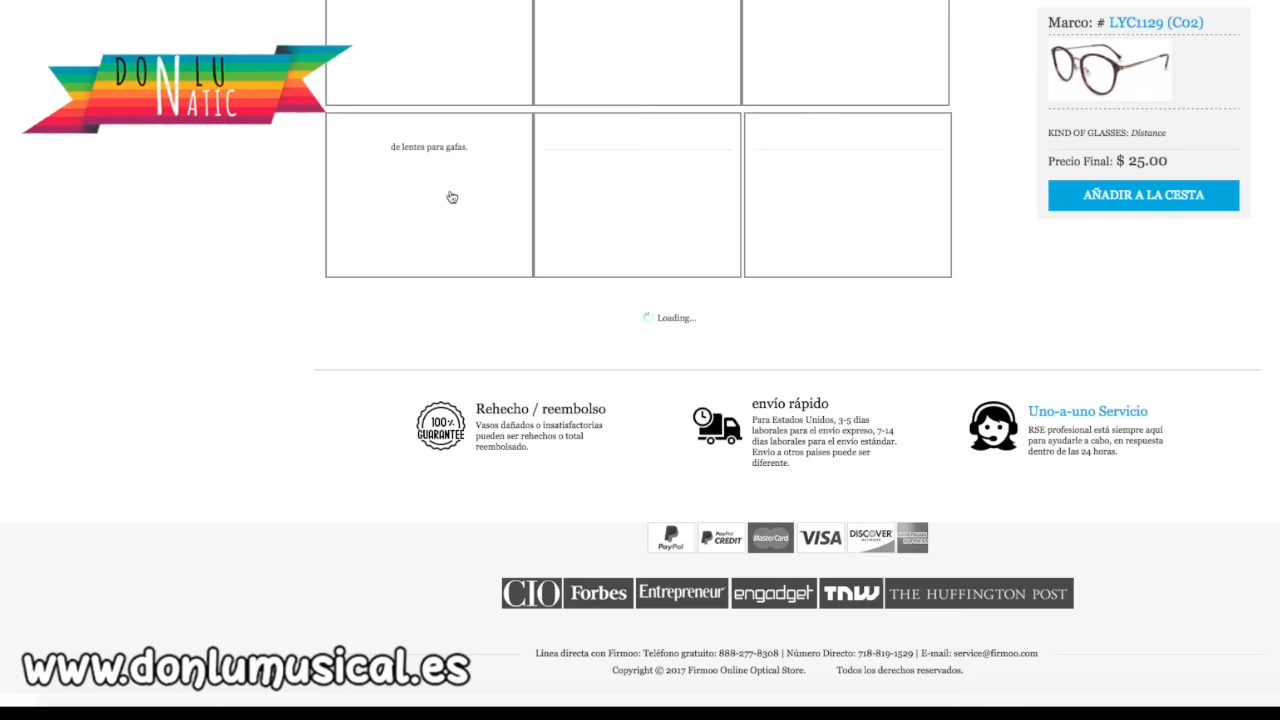 DONLU
NATIC
Marco: # LYC1129 (C02)
KIND OF GLASSES: Distance
Precio Final: $ 25.00
AÑADIR A LA CESTA
de lentes para gafas.
Loading...
100%
GUARANTEE
Rehecho / reembolso
Vasos dañados o insatisfactorias
pueden ser rehechos o total
reembolsado.
envío rápido
Para Estados Unidos, 3-5 días
laborales para el envío expreso, 7-14
días laborales para el envío estándar.
Envío a otros países puede ser
diferente.
Uno-a-uno Servicio
RSE profesional está siempre aquí
para ayudarle a cabo, en respuesta
dentro de las 24 horas.
PayPal
PayPal CREDIT
MasterCard
VISA
DISCOVER NETWORK
AMERICAN EXPRESS
CIO
Forbes
Entrepreneur
engadget
TNW
THE HUFFINGTON POST
www.donlumusical.es
Línea directa con Firmoo: Teléfono gratuito: 888-277-8308 | Número Directo: 718-819-1529 | E-mail: service@firmoo.com
Copyright © 2017 Firmoo Online Optical Store. Todos los derechos reservados.